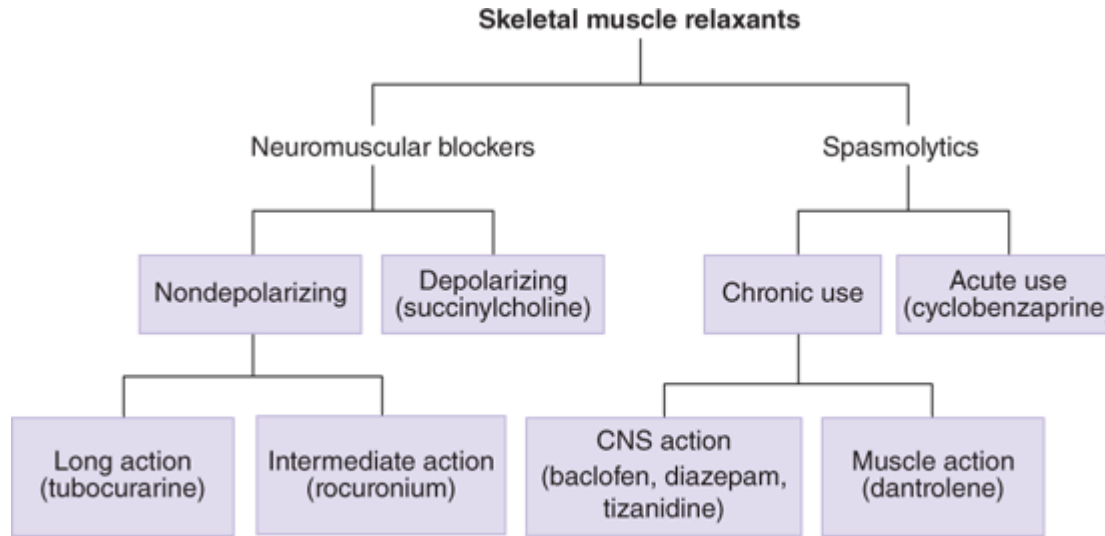 Skeletal muscle relaxants
Neuromuscular blockers
Spasmolytics
Nondepolarizing
Depolarizing
(succinylcholine)
Chronic use
Acute use
(cyclobenzaprine
Long action
(tubocurarine)
Intermediate action
(rocuronium)
CNS action
(baclofen, diazepam,
tizanidine)
Muscle action
(dantrolene)